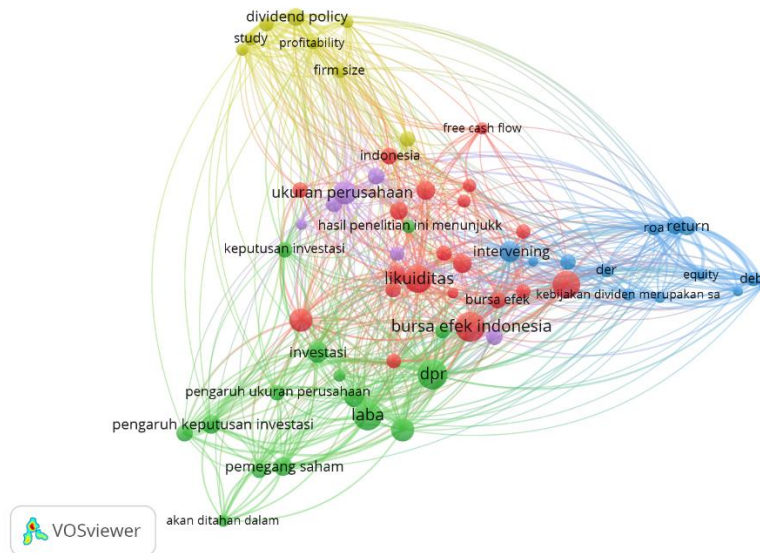 dividend policy
study
profitability
firm size
free cash flow
indonesia
ukuran perusahaan
hasil penelitian ini menunjukk
keputusan investasi
intervening
roa
return
der
equity
deb
likuiditas
bursa efek
kebijakan dividen merupakan sa
bursa efek indonesia
investasi
dpr
pengaruh ukuran perusahaan
laba
pengaruh keputusan investasi
pemegang saham
akan ditahan dalam
VOSviewer